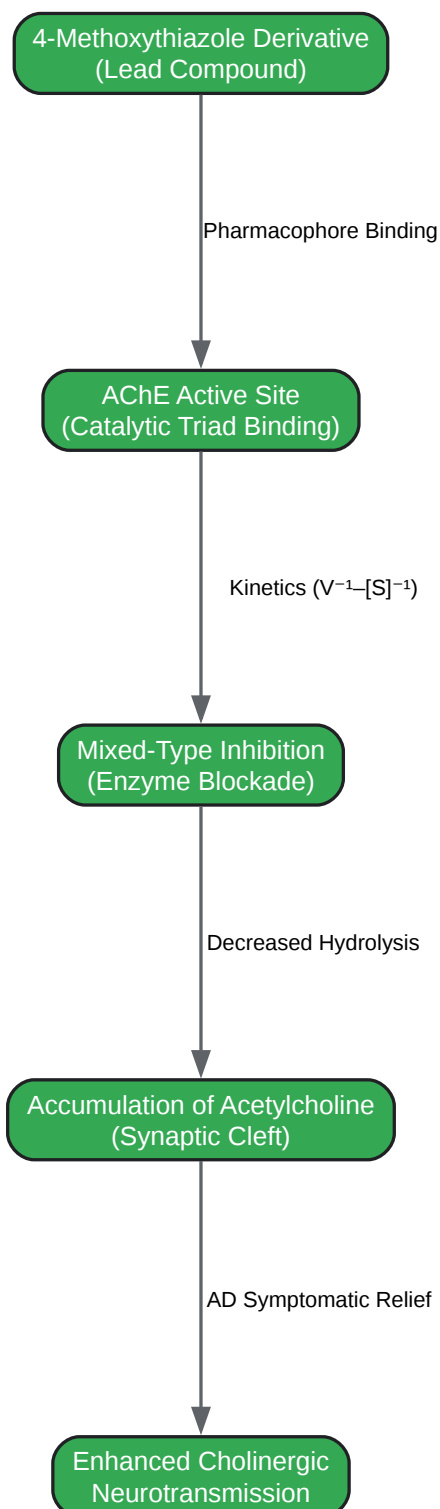 4-Methoxythiazole Derivative
(Lead Compound)
Pharmacophore Binding
AChE Active Site
(Catalytic Triad Binding)
Kinetics (V⁻¹–[S]⁻¹)
Mixed-Type Inhibition
(Enzyme Blockade)
Decreased Hydrolysis
Accumulation of Acetylcholine
(Synaptic Cleft)
AD Symptomatic Relief
Enhanced Cholinergic
Neurotransmission